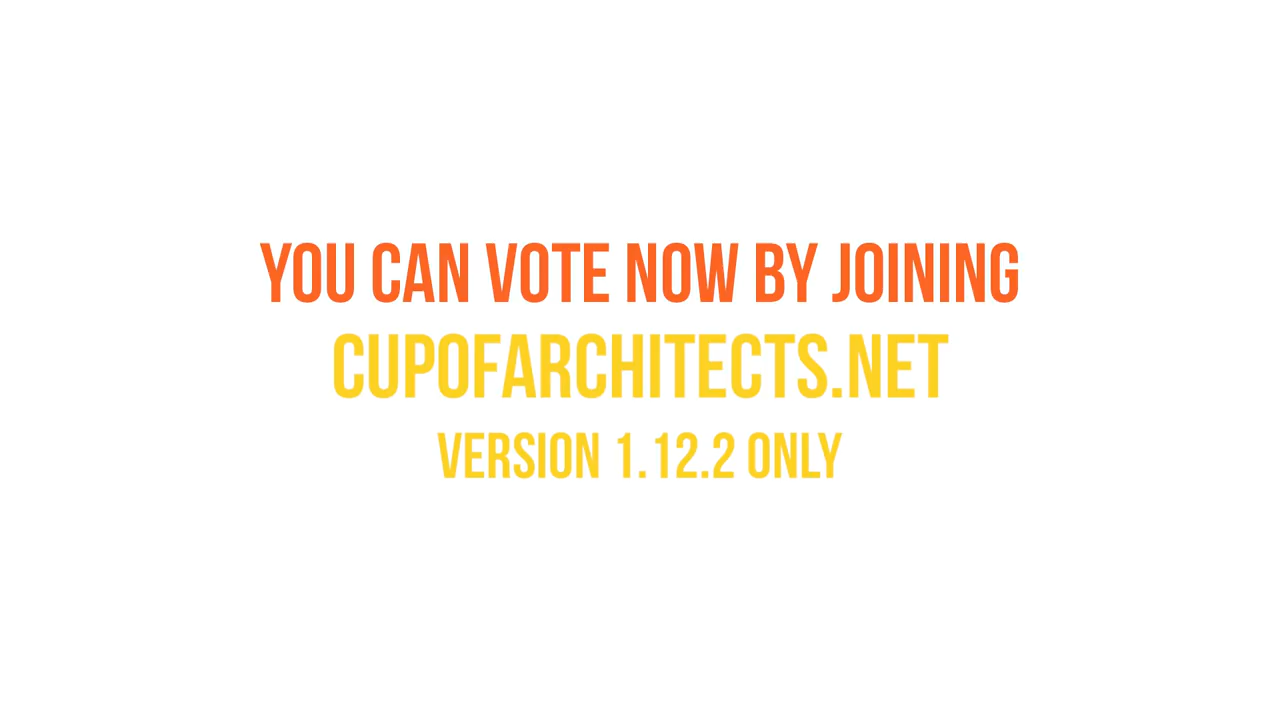 YOU CAN VOTE NOW BY JOINING
CUPOFARCHITECTS.NET
VERSION 1.12.2 ONLY